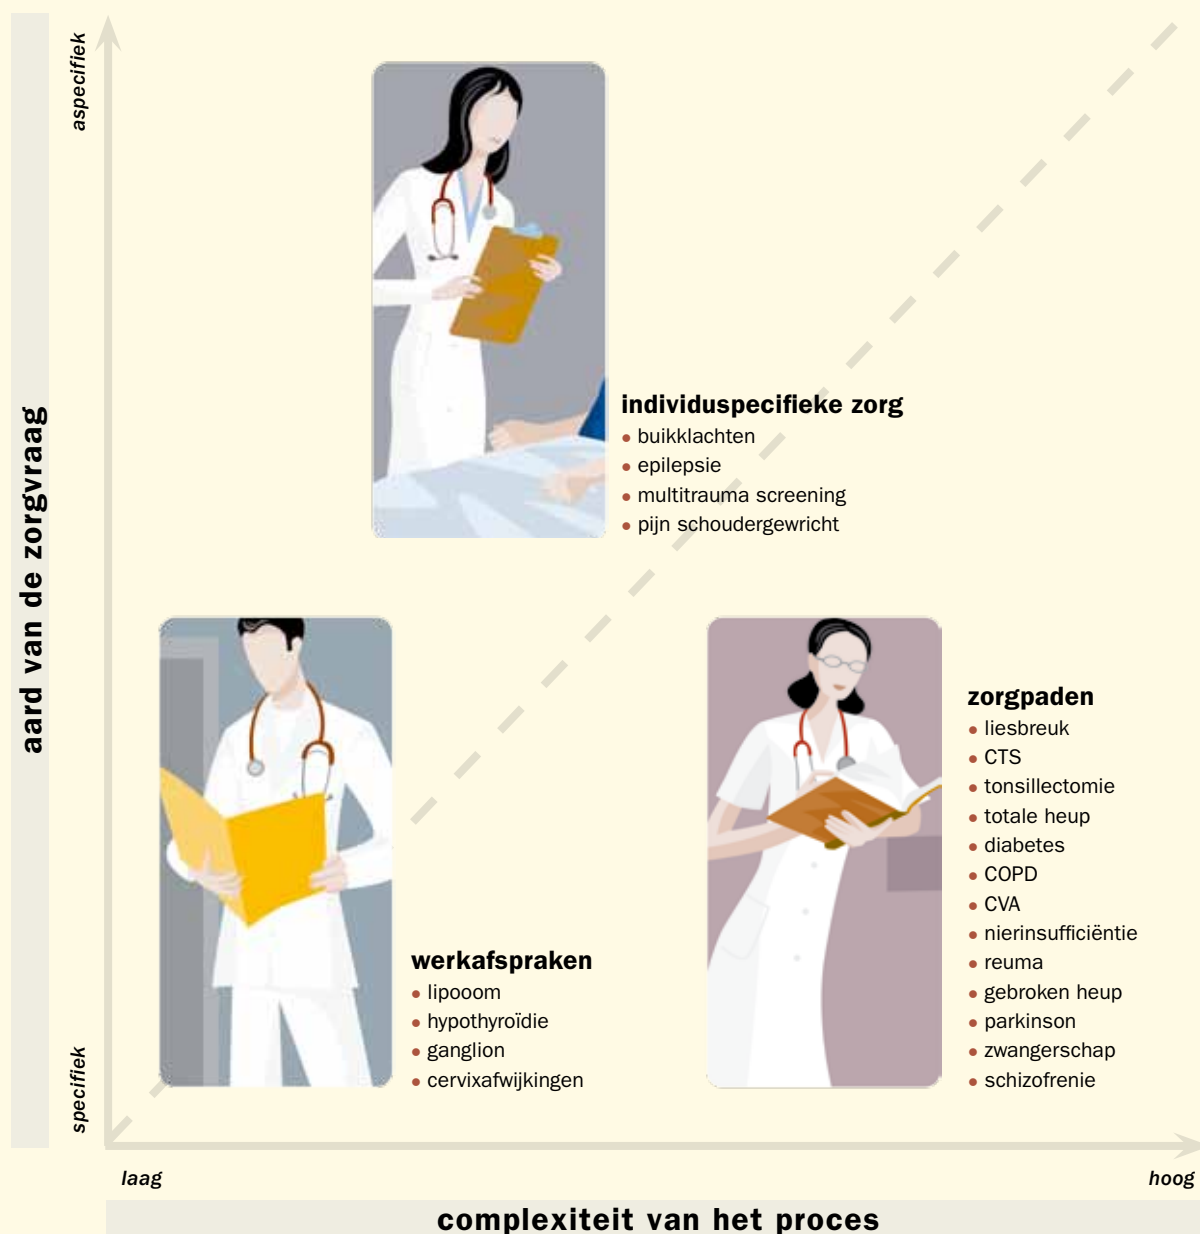 aspecifiek
aard van de zorgvraag
specifiek
individuspecifieke zorg
• buikklachten
• epilepsie
• multitrauma screening
• pijn schoudergewricht
werkafspraken
• lipooom
• hypothyroïdie
• ganglion
• cervixafwijkingen
zorgpaden
• liesbreuk
• CTS
• tonsillectomie
• totale heup
• diabetes
• COPD
• CVA
• nierinsufficiëntie
• reuma
• gebroken heup
• parkinson
• zwangerschap
• schizofrenie
laag
hoog
complexiteit van het proces